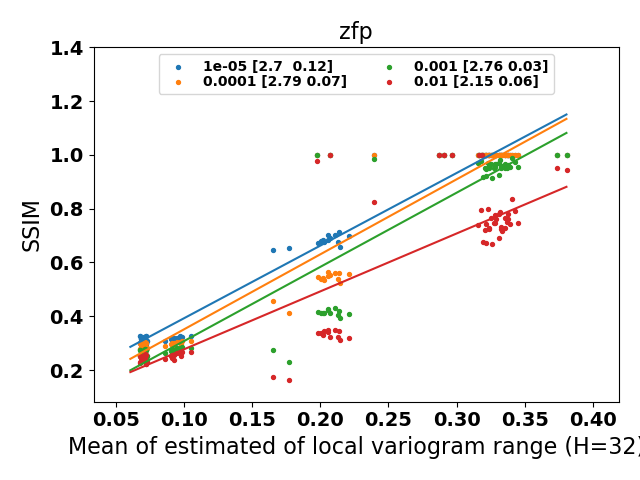 zfp
1e-05 [2.7 0.12]
0.0001 [2.79 0.07]
0.001 [2.76 0.03]
0.01 [2.15 0.06]
SSIM
1.4
1.2
1.0
0.8
0.6
0.4
0.2
0.05 0.10 0.15 0.20 0.25 0.30 0.35 0.40
Mean of estimated of local variogram range (H=32)